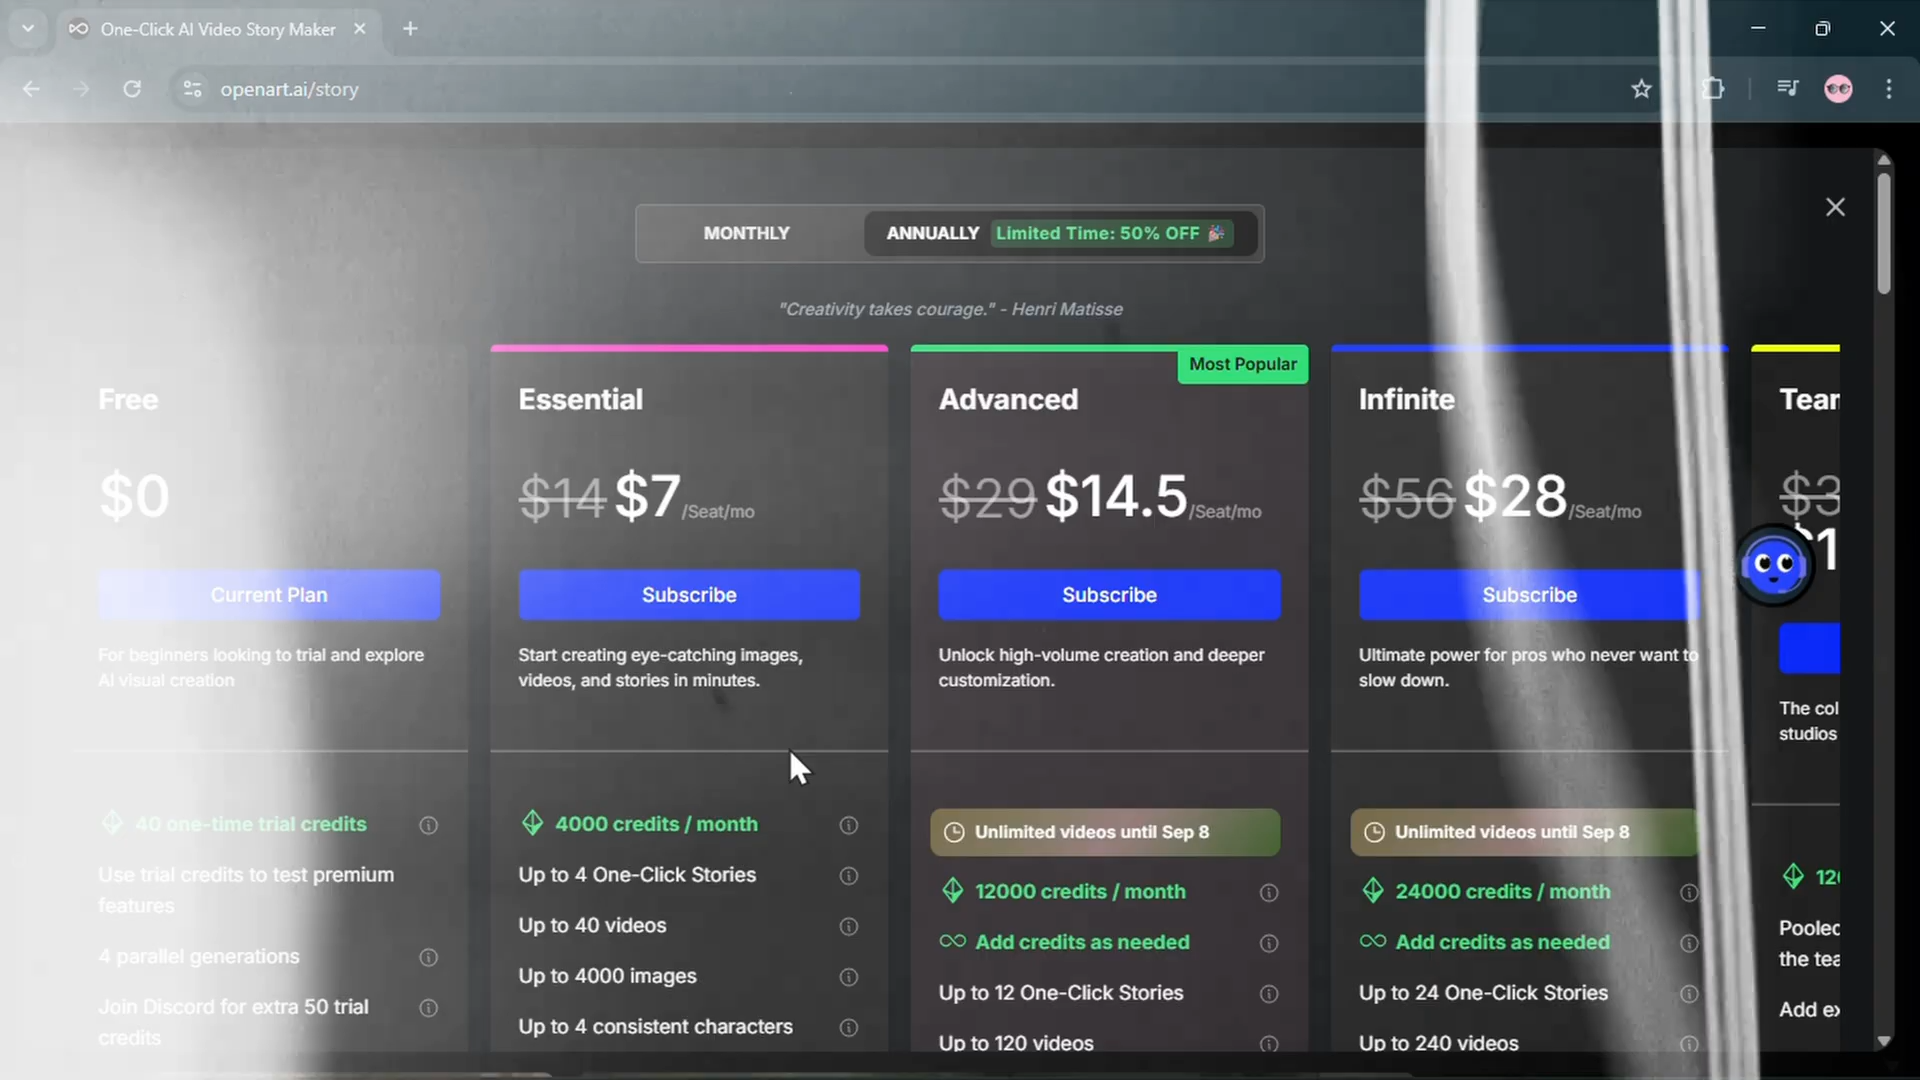 One-Click AI Video Story Maker
openart.ai/story
MONTHLY
ANNUALLY Limited Time: 50% OFF
"Creativity takes courage." - Henri Matisse
Free
$0
Current Plan
For beginners looking to trial and explore
AI visual creation
40 one-time trial credits
Use trial credits to test premium
features
4 parallel generations
Join Discord for extra 50 trial
credits
Essential
$14 $7 /Seat/mo
Subscribe
Start creating eye-catching images,
videos, and stories in minutes.
4000 credits / month
Up to 4 One-Click Stories
Up to 40 videos
Up to 4000 images
Up to 4 consistent characters
Most Popular
Advanced
$29 $14.5 /Seat/mo
Subscribe
Unlock high-volume creation and deeper
customization.
Unlimited videos until Sep 8
12000 credits / month
Add credits as needed
Up to 12 One-Click Stories
Up to 120 videos
Infinite
$56 $28 /Seat/mo
Subscribe
Ultimate power for pros who never want to
slow down.
Unlimited videos until Sep 8
24000 credits / month
Add credits as needed
Up to 24 One-Click Stories
Up to 240 videos
The col
studios
the tea